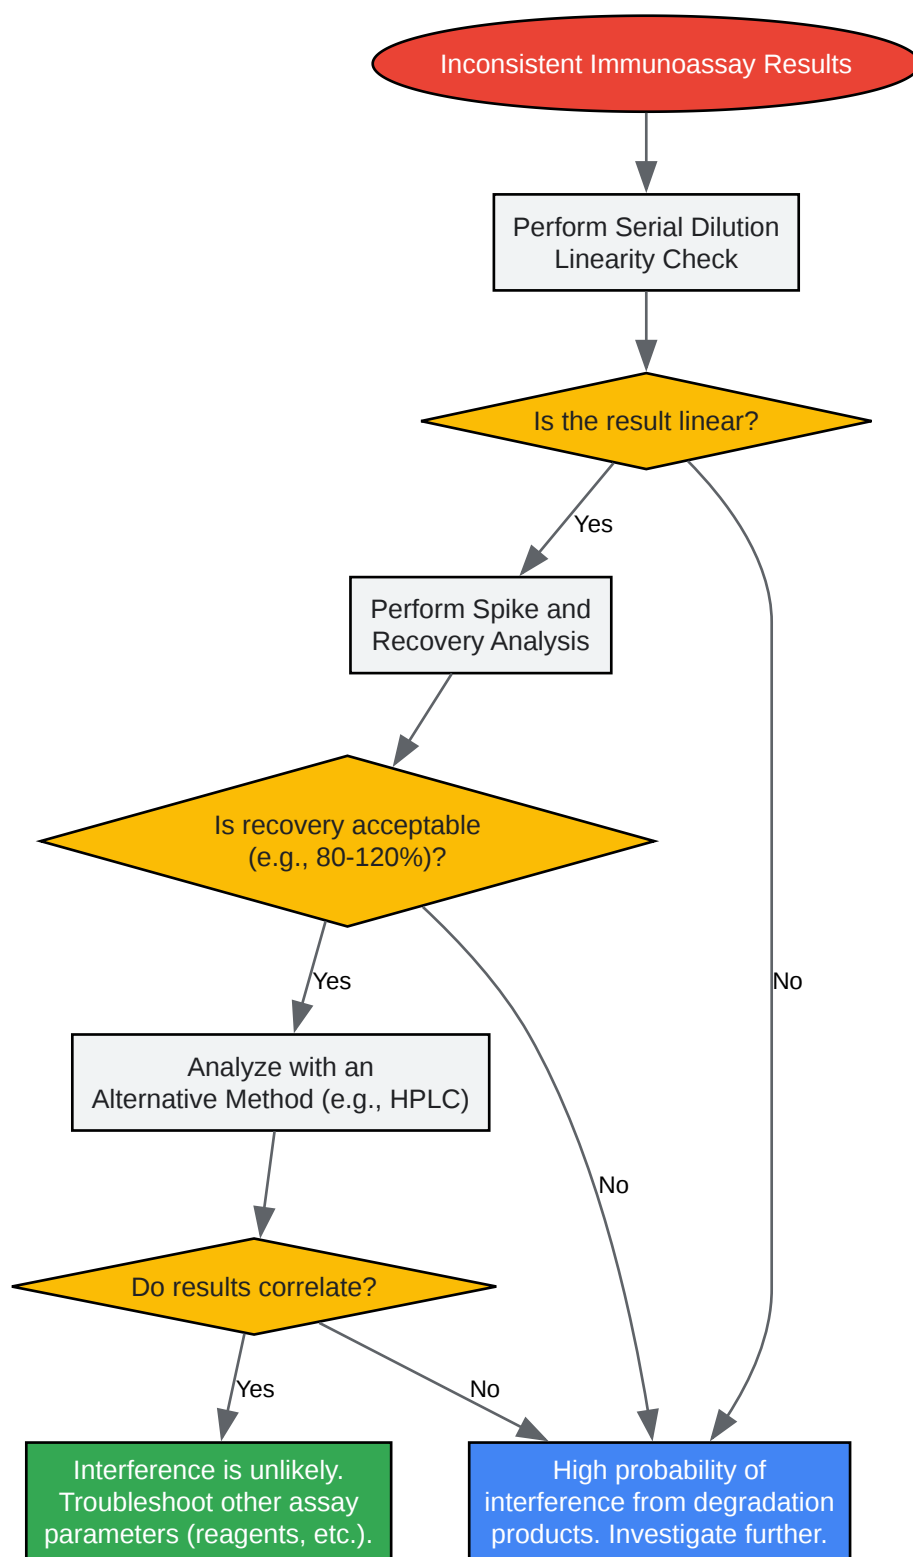 Inconsistent Immunoassay Results
Perform Serial Dilution
Linearity Check
Is the result linear?
Yes
Perform Spike and
Recovery Analysis
Is recovery acceptable
(e.g., 80-120%)?
Yes
No
Analyze with an
Alternative Method (e.g., HPLC)
No
Do results correlate?
Yes
No
Interference is unlikely.
Troubleshoot other assay
parameters (reagents, etc.).
High probability of
interference from degradation
products. Investigate further.